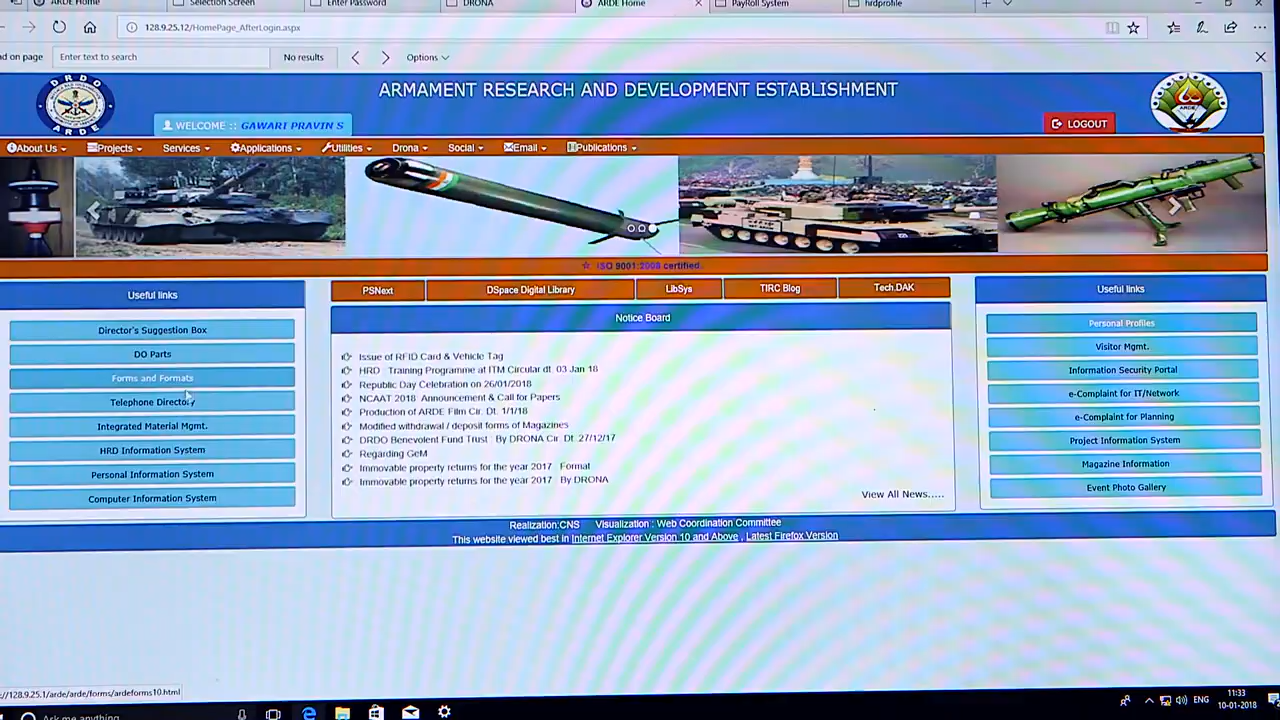 ARDE Home Selection Screen Enter Password DRONA ARDE Home PayRoll System hrdprofile
128.9.25.12/HomePage_AfterLogin.aspx
d on page Enter text to search No results Options
DRDO
ARDE
ARMAMENT RESEARCH AND DEVELOPMENT ESTABLISHMENT
WELCOME :: GAWARI PRAVIN S
LOGOUT
ARDE
About Us Projects Services Applications Utilities Drona Social Email Publications
☆ ISO 9001:2008 certified.
Useful links
Director's Suggestion Box
DO Parts
Forms and Formats
Telephone Directory
Integrated Material Mgmt.
HRD Information System
Personal Information System
Computer Information System
PSNext DSpace Digital Library LibSys TIRC Blog Tech.DAK
Notice Board
Issue of RFID Card & Vehicle Tag
HRD Training Programme at ITM Circular dt. 03 Jan 18
Republic Day Celebration on 26/01/2018
NCAAT 2018 Announcement & Call for Papers
Production of ARDE Film Cir. Dt. 1/1/18
Modified withdrawal / deposit forms of Magazines
DRDO Benevolent Fund Trust By DRONA Cir. Dt. 27/12/17
Regarding GeM
Immovable property returns for the year 2017 Format
Immovable property returns for the year 2017 By DRONA
View All News.....
Useful links
Personal Profiles
Visitor Mgmt.
Information Security Portal
e-Complaint for IT/Network
e-Complaint for Planning
Project Information System
Magazine Information
Event Photo Gallery
Realization:CNS Visualization : Web Coordination Committee
This website viewed best in Internet Explorer Version 10 and Above , Latest Firefox Version
://128.9.25.1/arde/arde/forms/ardeforms10.html
Ask me anything
ENG
11:33
10-01-2018